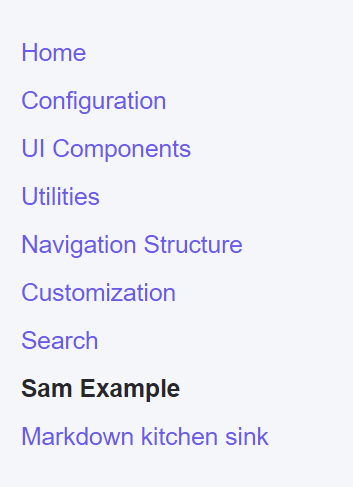 Home
Configuration
UI Components
Utilities
Navigation Structure
Customization
Search
Sam Example
Markdown kitchen sink